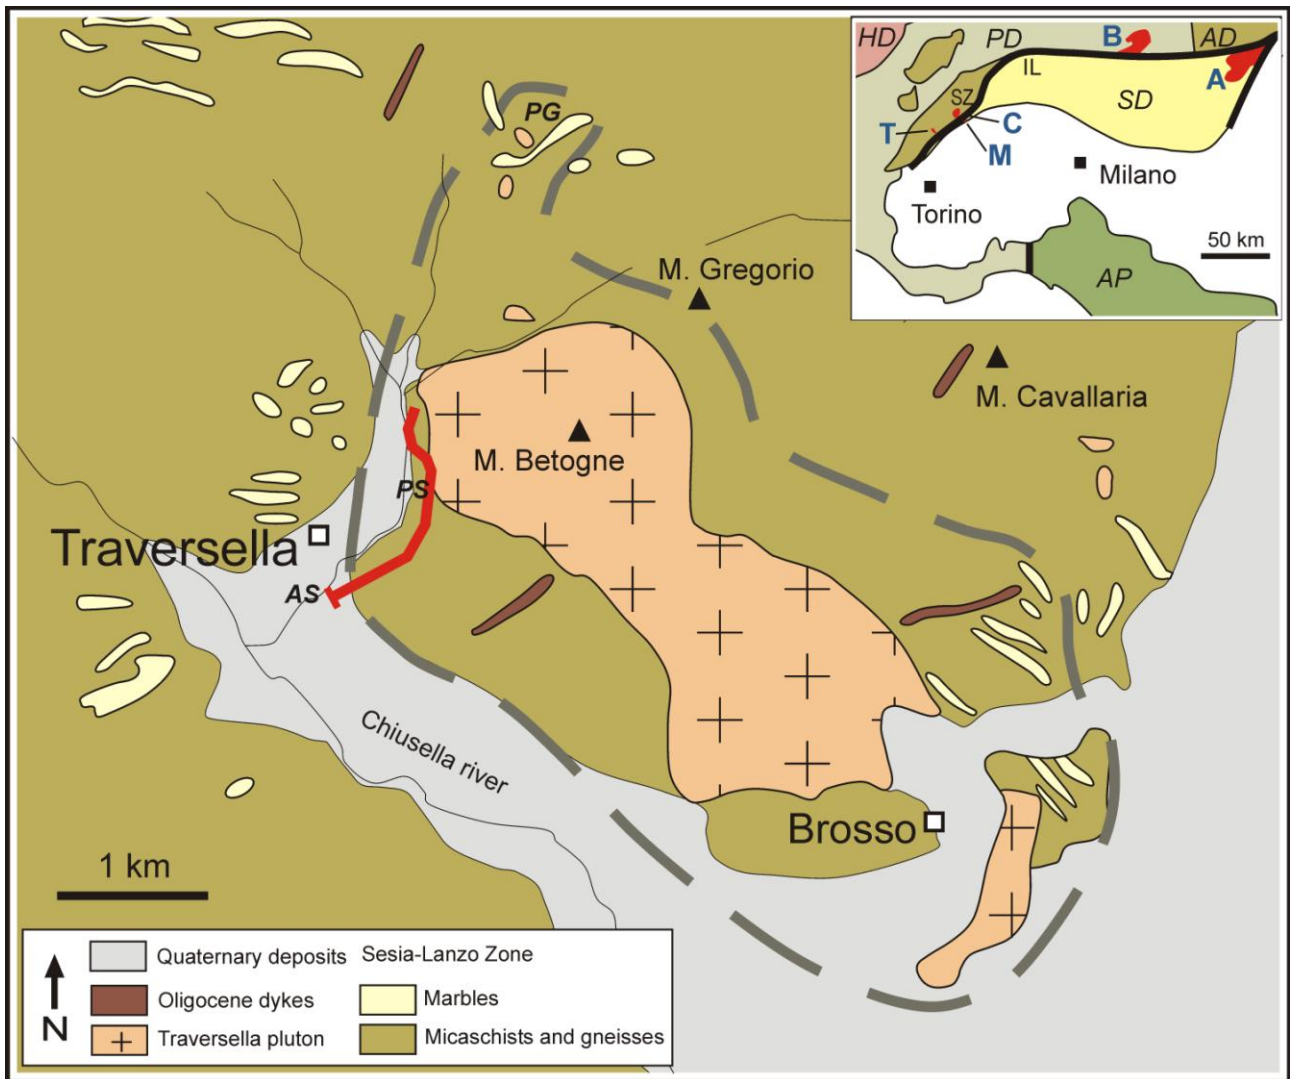 HD
PD
B
AD
IL
A
SZ
SD
T
C
M
Milano
Torino
50 km
AP
PG
M. Gregorio
M. Cavallaria
M. Betogne
PS
Traversella
AS
Chiusella river
Brosso
1 km
N
Quaternary deposits
Oligocene dykes
Traversella pluton
Sesia-Lanzo Zone
Marbles
Micaschists and gneisses